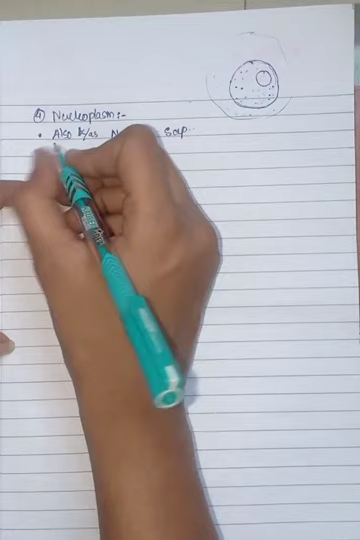 ④ Nucleoplasm :-
• Also k/as N Sap